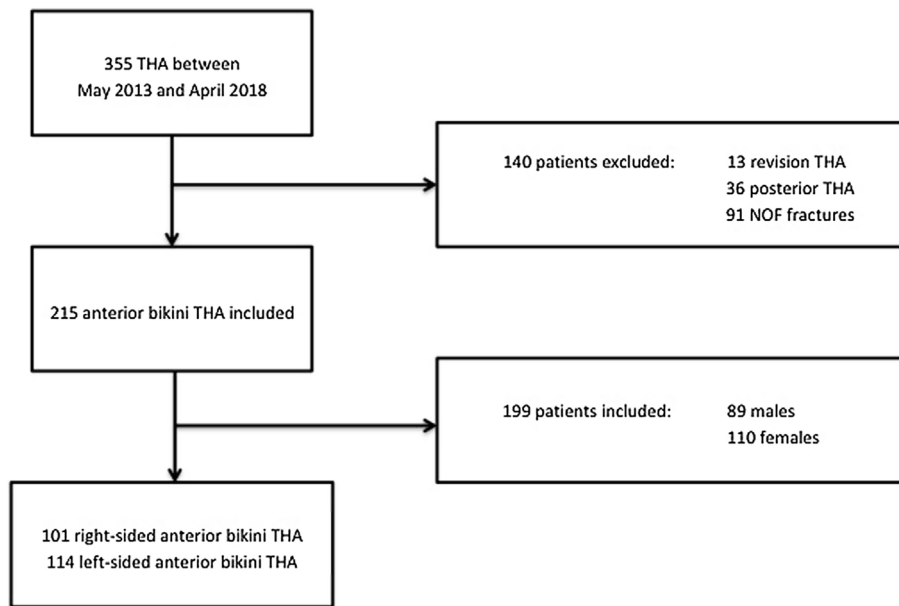 355 THA between
May 2013 and April 2018
140 patients excluded: 13 revision THA
36 posterior THA
91 NOF fractures
215 anterior bikini THA included
199 patients included: 89 males
110 females
101 right-sided anterior bikini THA
114 left-sided anterior bikini THA